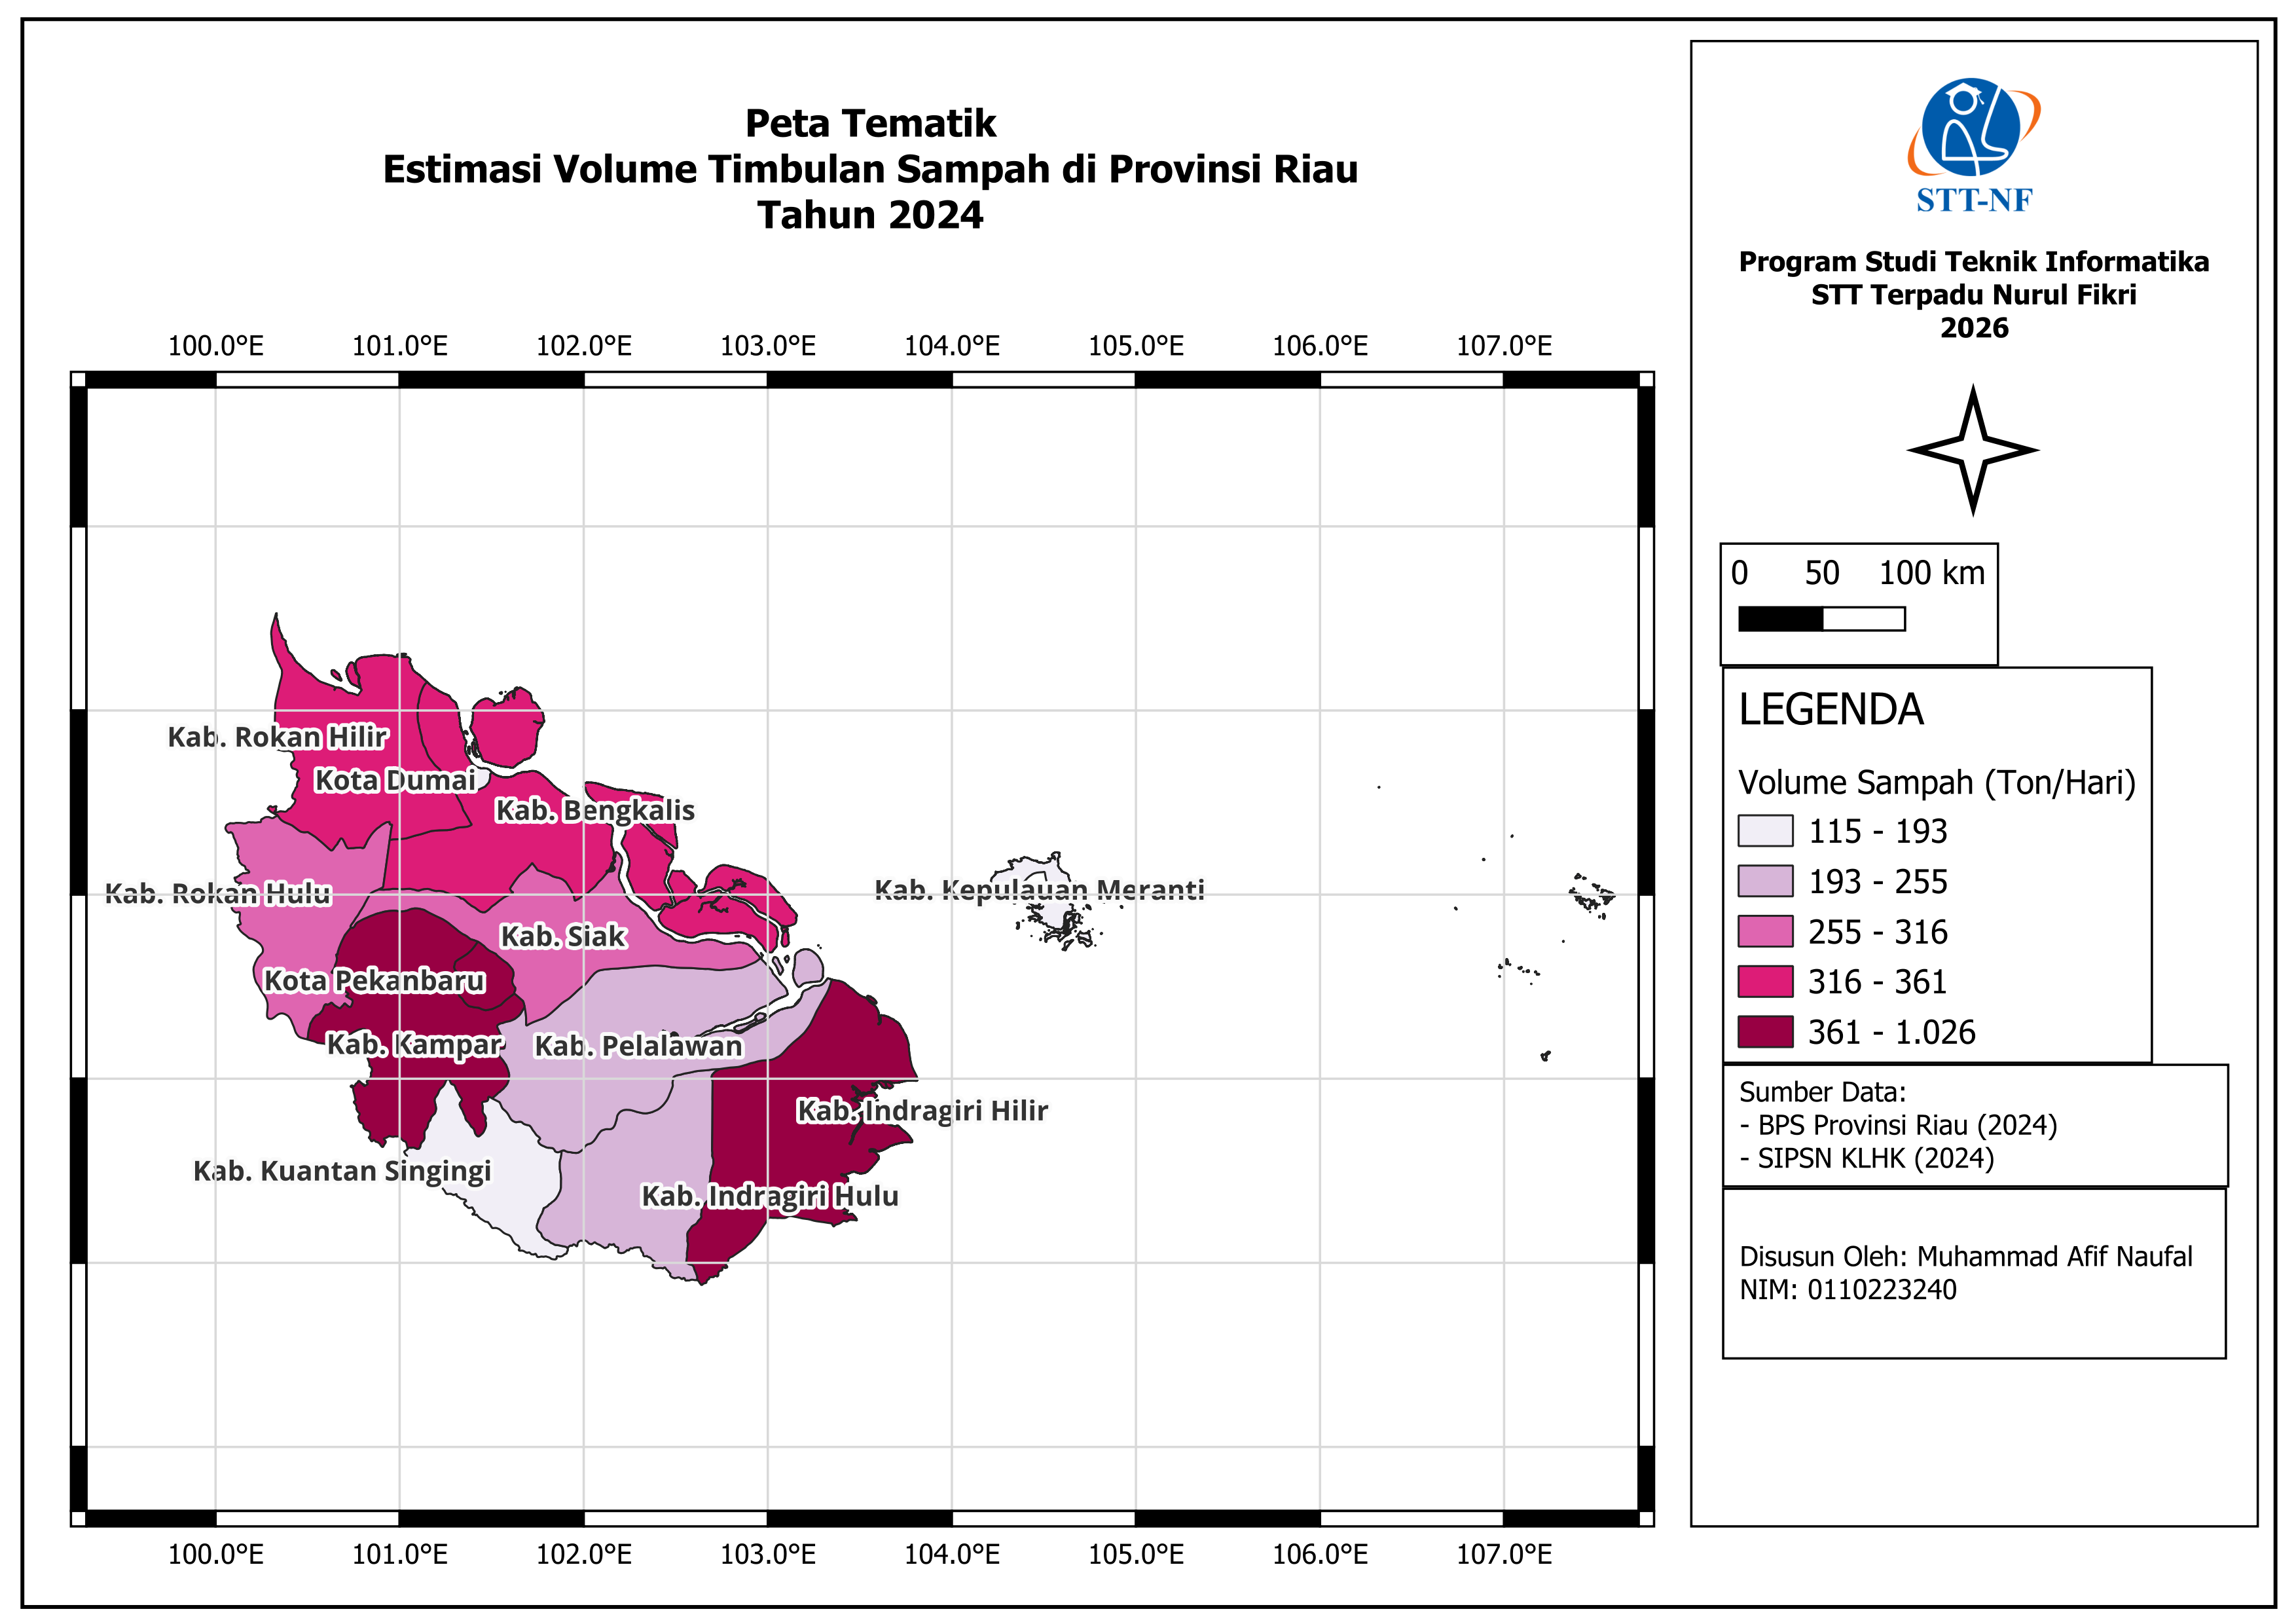 Peta Tematik
Estimasi Volume Timbulan Sampah di Provinsi Riau
Tahun 2024
100.0°E 101.0°E 102.0°E 103.0°E 104.0°E 105.0°E 106.0°E 107.0°E
Kab. Rokan Hilir
Kota Dumai
Kab. Bengkalis
Kab. Rokan Hulu
Kab. Kepulauan Meranti
Kab. Siak
Kota Pekanbaru
Kab. Kampar
Kab. Pelalawan
Kab. Indragiri Hilir
Kab. Kuantan Singingi
Kab. Indragiri Hulu
100.0°E 101.0°E 102.0°E 103.0°E 104.0°E 105.0°E 106.0°E 107.0°E
STT-NF
Program Studi Teknik Informatika
STT Terpadu Nurul Fikri
2026
0 50 100 km
LEGENDA
Volume Sampah (Ton/Hari)
115 - 193
193 - 255
255 - 316
316 - 361
361 - 1.026
Sumber Data:
- BPS Provinsi Riau (2024)
- SIPSN KLHK (2024)
Disusun Oleh: Muhammad Afif Naufal
NIM: 0110223240